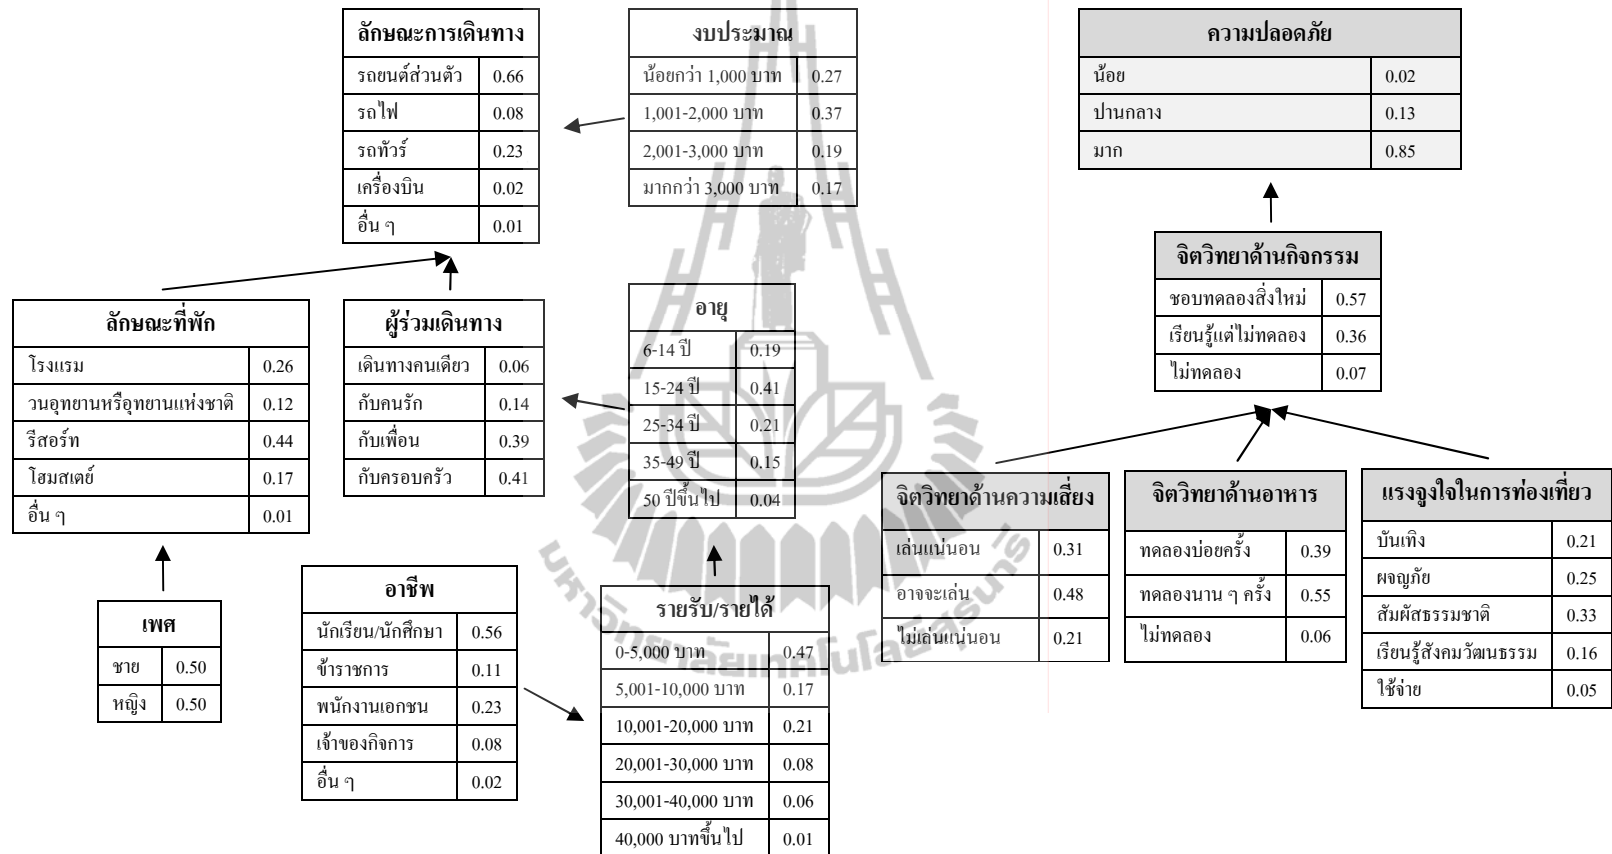 ลักษณะการเดินทาง
รถยนต์ส่วนตัว 0.66
รถไฟ 0.08
รถทัวร์ 0.23
เครื่องบิน 0.02
อื่น ๆ 0.01
งบประมาณ
น้อยกว่า 1,000 บาท 0.27
1,001-2,000 บาท 0.37
2,001-3,000 บาท 0.19
มากกว่า 3,000 บาท 0.17
ความปลอดภัย
น้อย 0.02
ปานกลาง 0.13
มาก 0.85
จิตวิทยาด้านกิจกรรม
ชอบทดลองสิ่งใหม่ 0.57
เรียนรู้แต่ไม่ทดลอง 0.36
ไม่ทดลอง 0.07
ลักษณะที่พัก
โรงแรม 0.26
วนอุทยานหรือุทยานแห่งชาติ 0.12
รีสอร์ท 0.44
โฮมสเตย์ 0.17
อื่น ๆ 0.01
ผู้ร่วมเดินทาง
เดินทางคนเดียว 0.06
กับคนรัก 0.14
กับเพื่อน 0.39
กับครอบครัว 0.41
อายุ
6-14 ปี 0.19
15-24 ปี 0.41
25-34 ปี 0.21
35-49 ปี 0.15
50 ปีขึ้นไป 0.04
จิตวิทยาด้านความเสี่ยง
เล่นแน่นอน 0.31
อาจจะเล่น 0.48
ไม่เล่นแน่นอน 0.21
จิตวิทยาด้านอาหาร
ทดลองบ่อยครั้ง 0.39
ทดลองนาน ๆ ครั้ง 0.55
ไม่ทดลอง 0.06
แรงจูงใจในการท่องเที่ยว
บันเทิง 0.21
ผจญภัย 0.25
สัมผัสธรรมชาติ 0.33
เรียนรู้สังคมวัฒนธรรม 0.16
ใช้จ่าย 0.05
เพศ
ชาย 0.50
หญิง 0.50
อาชีพ
นักเรียน/นักศึกษา 0.56
ข้าราชการ 0.11
พนักงานเอกชน 0.23
เจ้าของกิจการ 0.08
อื่น ๆ 0.02
รายรับ/รายได้
0-5,000 บาท 0.47
5,001-10,000 บาท 0.17
10,001-20,000 บาท 0.21
20,001-30,000 บาท 0.08
30,001-40,000 บาท 0.06
40,000 บาทขึ้นไป 0.01
มหาวิทยาลัยเทคโนโลยีสุรนารี